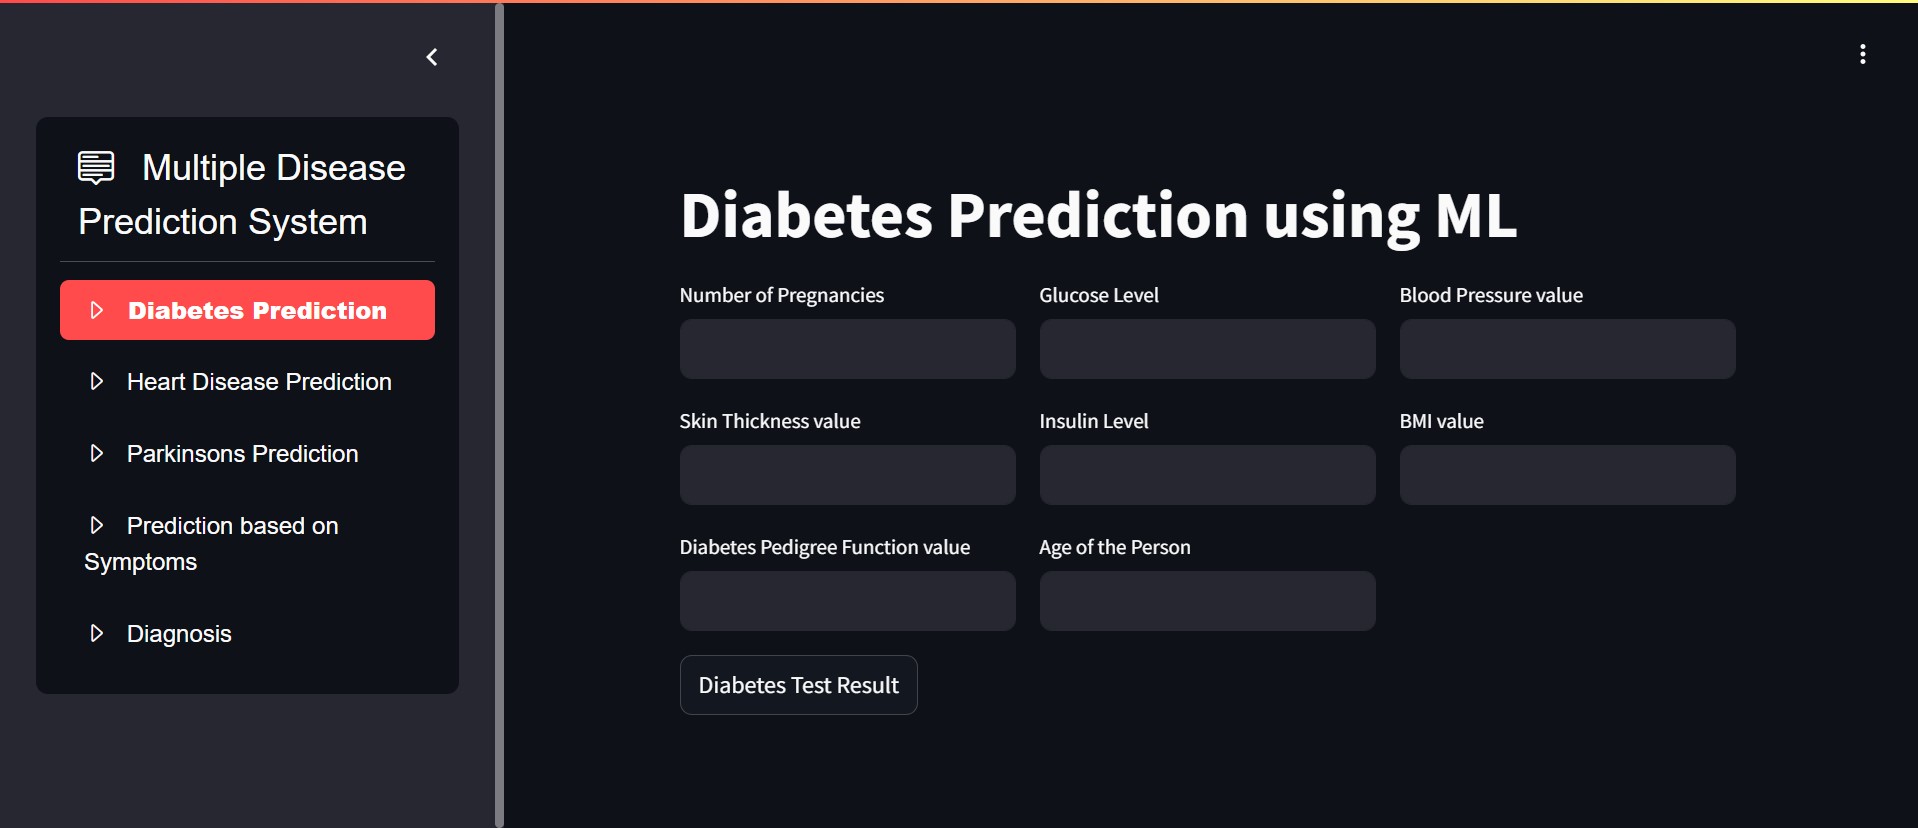 Multiple Disease
Prediction System
Diabetes Prediction
Heart Disease Prediction
Parkinsons Prediction
Prediction based on
Symptoms
Diagnosis
Diabetes Prediction using ML
Number of Pregnancies
Glucose Level
Blood Pressure value
Skin Thickness value
Insulin Level
BMI value
Diabetes Pedigree Function value
Age of the Person
Diabetes Test Result